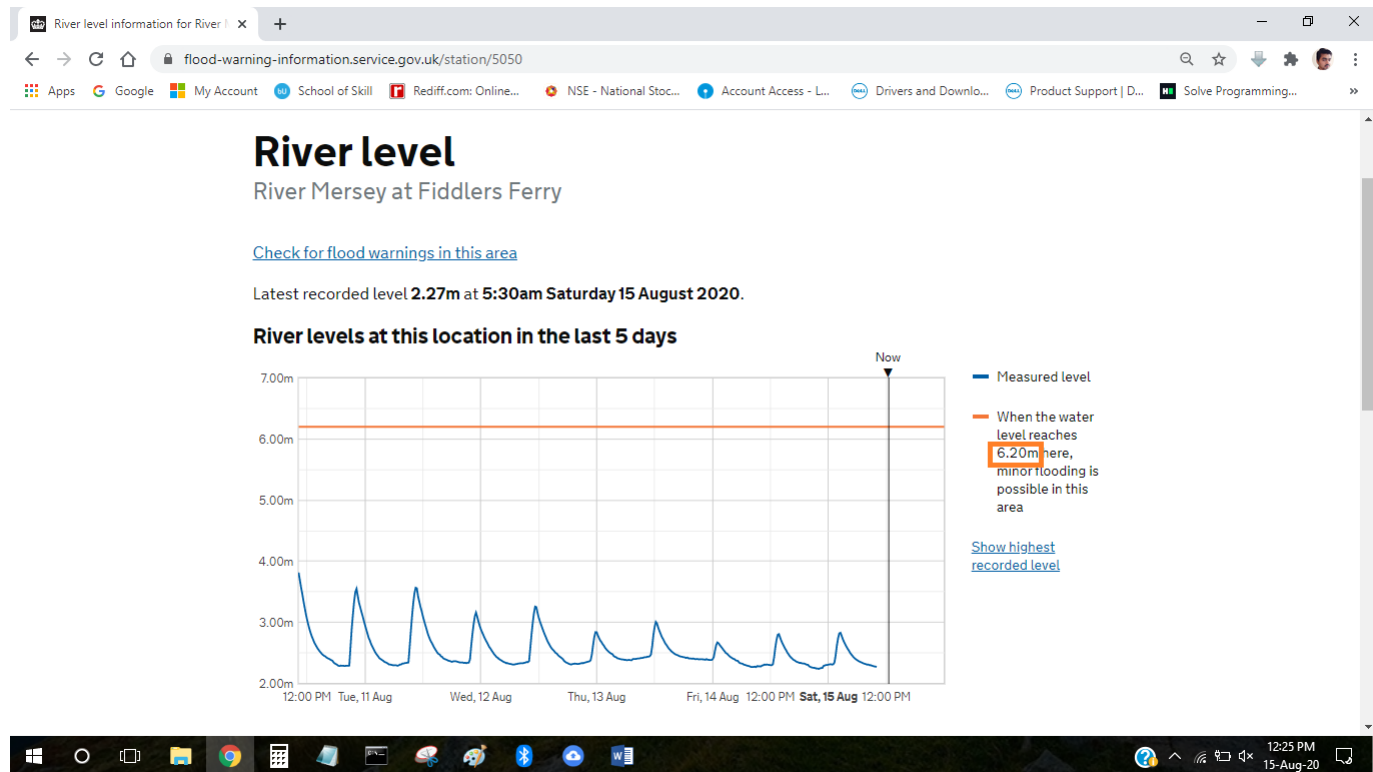 River level information for River M
flood-warning-information.service.gov.uk/station/5050
Apps Google My Account School of Skill Rediff.com: Online... NSE - National Stoc... Account Access - L... Drivers and Downlo... Product Support | D... Solve Programming... »
River level
River Mersey at Fiddlers Ferry
Check for flood warnings in this area
Latest recorded level 2.27m at 5:30am Saturday 15 August 2020.
River levels at this location in the last 5 days
Now
7.00m
6.00m
5.00m
4.00m
3.00m
2.00m
12:00 PM Tue, 11 Aug Wed, 12 Aug Thu, 13 Aug Fri, 14 Aug 12:00 PM Sat, 15 Aug 12:00 PM
Measured level
When the water
level reaches
6.20m here,
minor flooding is
possible in this
area
Show highest
recorded level
12:25 PM
15-Aug-20